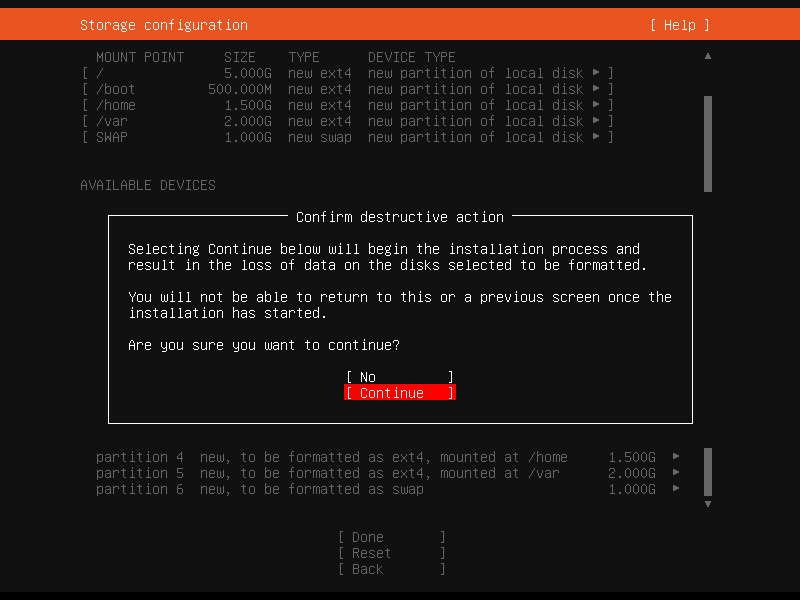 Storage configuration [ Help ]
MOUNT POINT SIZE TYPE DEVICE TYPE
[ / 5.000G new ext4 new partition of local disk ▸ ]
[ /boot 500.000M new ext4 new partition of local disk ▸ ]
[ /home 1.500G new ext4 new partition of local disk ▸ ]
[ /var 2.000G new ext4 new partition of local disk ▸ ]
[ SWAP 1.000G new swap new partition of local disk ▸ ]
AVAILABLE DEVICES
Confirm destructive action
Selecting Continue below will begin the installation process and
result in the loss of data on the disks selected to be formatted.
You will not be able to return to this or a previous screen once the
installation has started.
Are you sure you want to continue?
[ No ]
[ Continue ]
partition 4 new, to be formatted as ext4, mounted at /home 1.500G ▸
partition 5 new, to be formatted as ext4, mounted at /var 2.000G ▸
partition 6 new, to be formatted as swap 1.000G ▸
[ Done ]
[ Reset ]
[ Back ]